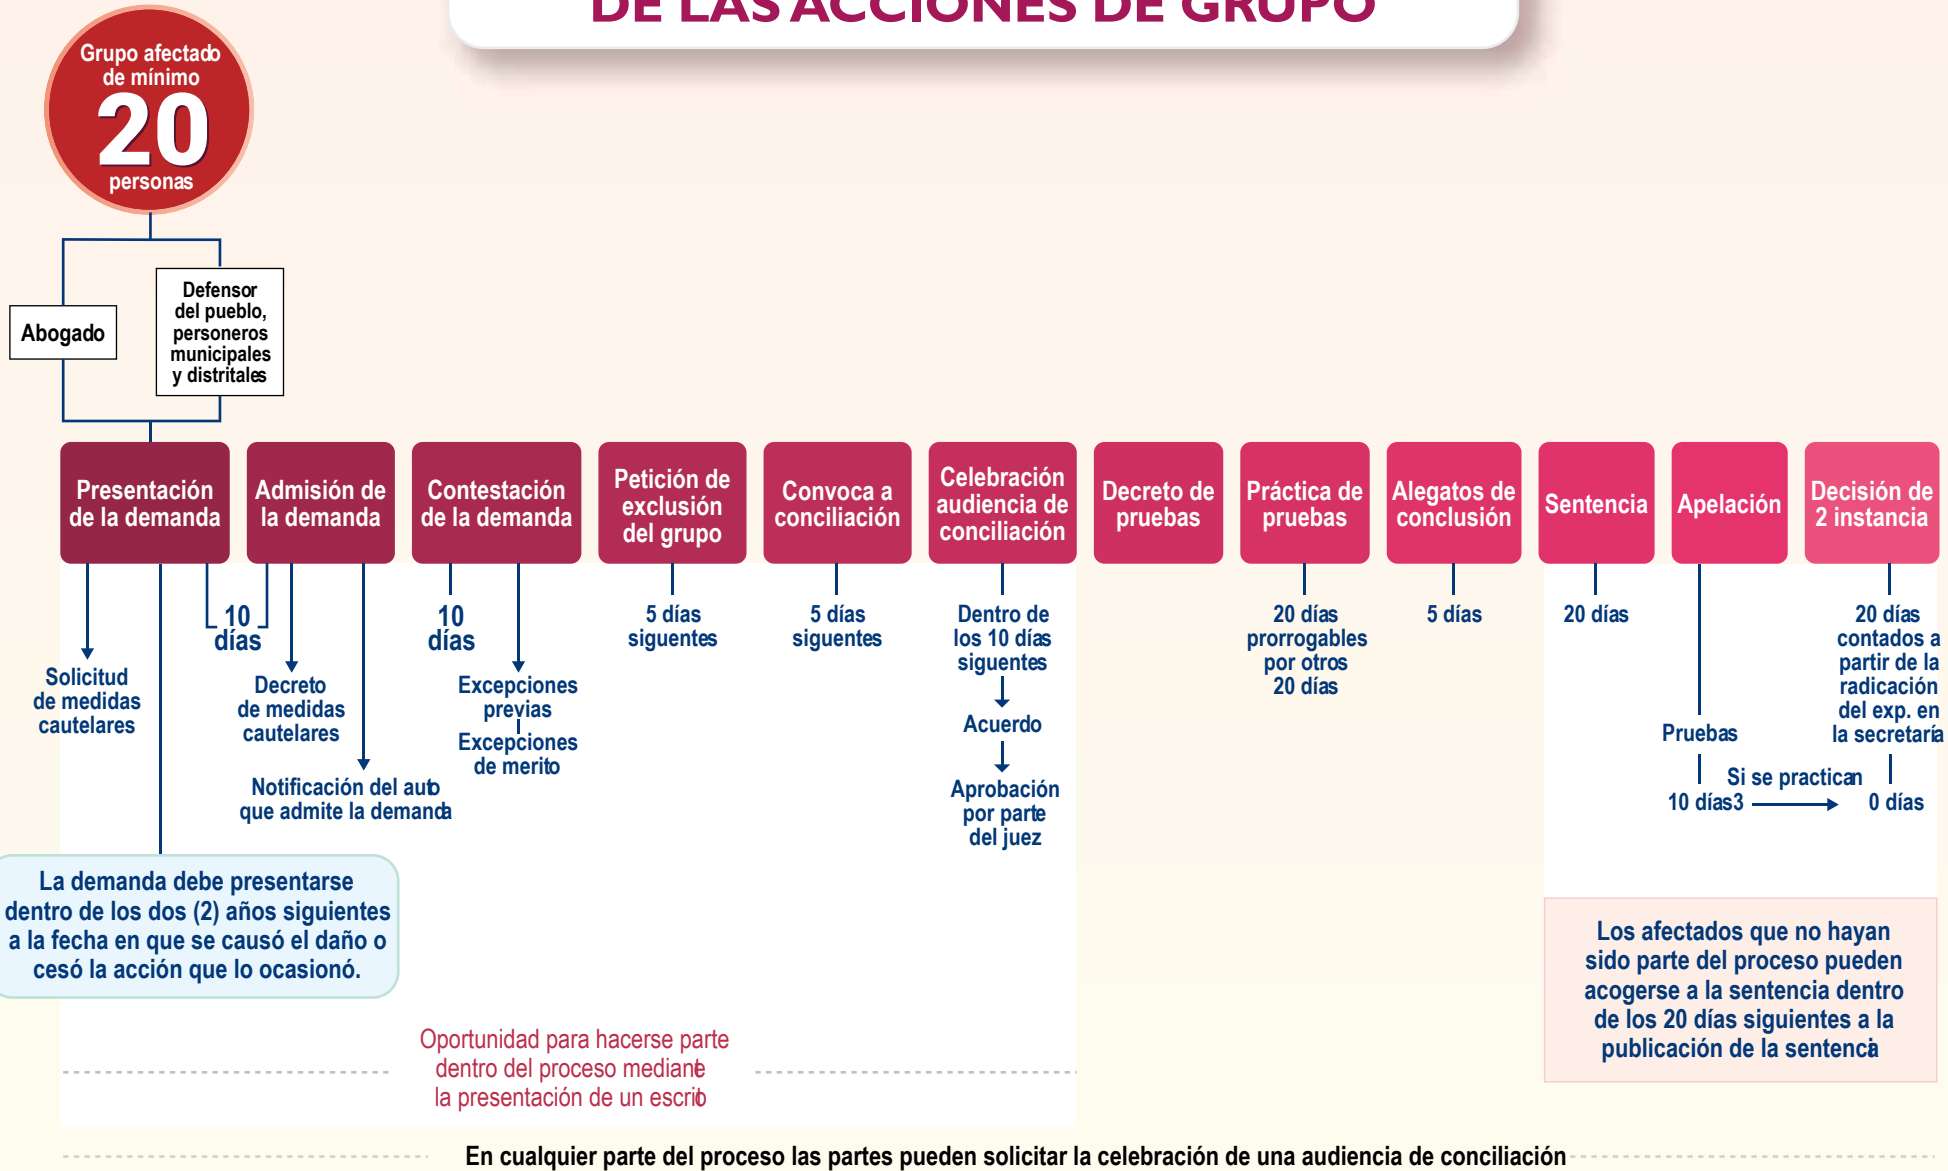 DE LAS ACCIONES DE GRUPO
Grupo afectado
de mínimo
20
personas
Abogado
Defensor
del pueblo,
personeros
municipales
y distritales
Presentación
de la demanda
Admisión de
la demanda
Contestación
de la demanda
Petición de
exclusión
del grupo
Convoca a
conciliación
Celebración
audiencia de
conciliación
Decreto de
pruebas
Práctica de
pruebas
Alegatos de
conclusión
Sentencia
Apelación
Decisión de
2 instancia
Solicitud
de medidas
cautelares
10
días
Decreto
de medidas
cautelares
Notificación del auto
que admite la demanda
10
días
Excepciones
previas
Excepciones
de merito
5 días
siguentes
5 días
siguentes
Dentro de
los 10 días
siguentes
Acuerdo
Aprobación
por parte
del juez
20 días
prorrogables
por otros
20 días
5 días
20 días
Pruebas
10 días3
Si se practican
20 días
contados a
partir de la
radicación
del exp. en
la secretaría
0 días
La demanda debe presentarse
dentro de los dos (2) años siguientes
a la fecha en que se causó el daño o
cesó la acción que lo ocasionó.
Los afectados que no hayan
sido parte del proceso pueden
acogerse a la sentencia dentro
de los 20 días siguientes a la
publicación de la sentencia
Oportunidad para hacerse parte
dentro del proceso mediante
la presentación de un escrito
En cualquier parte del proceso las partes pueden solicitar la celebración de una audiencia de conciliación